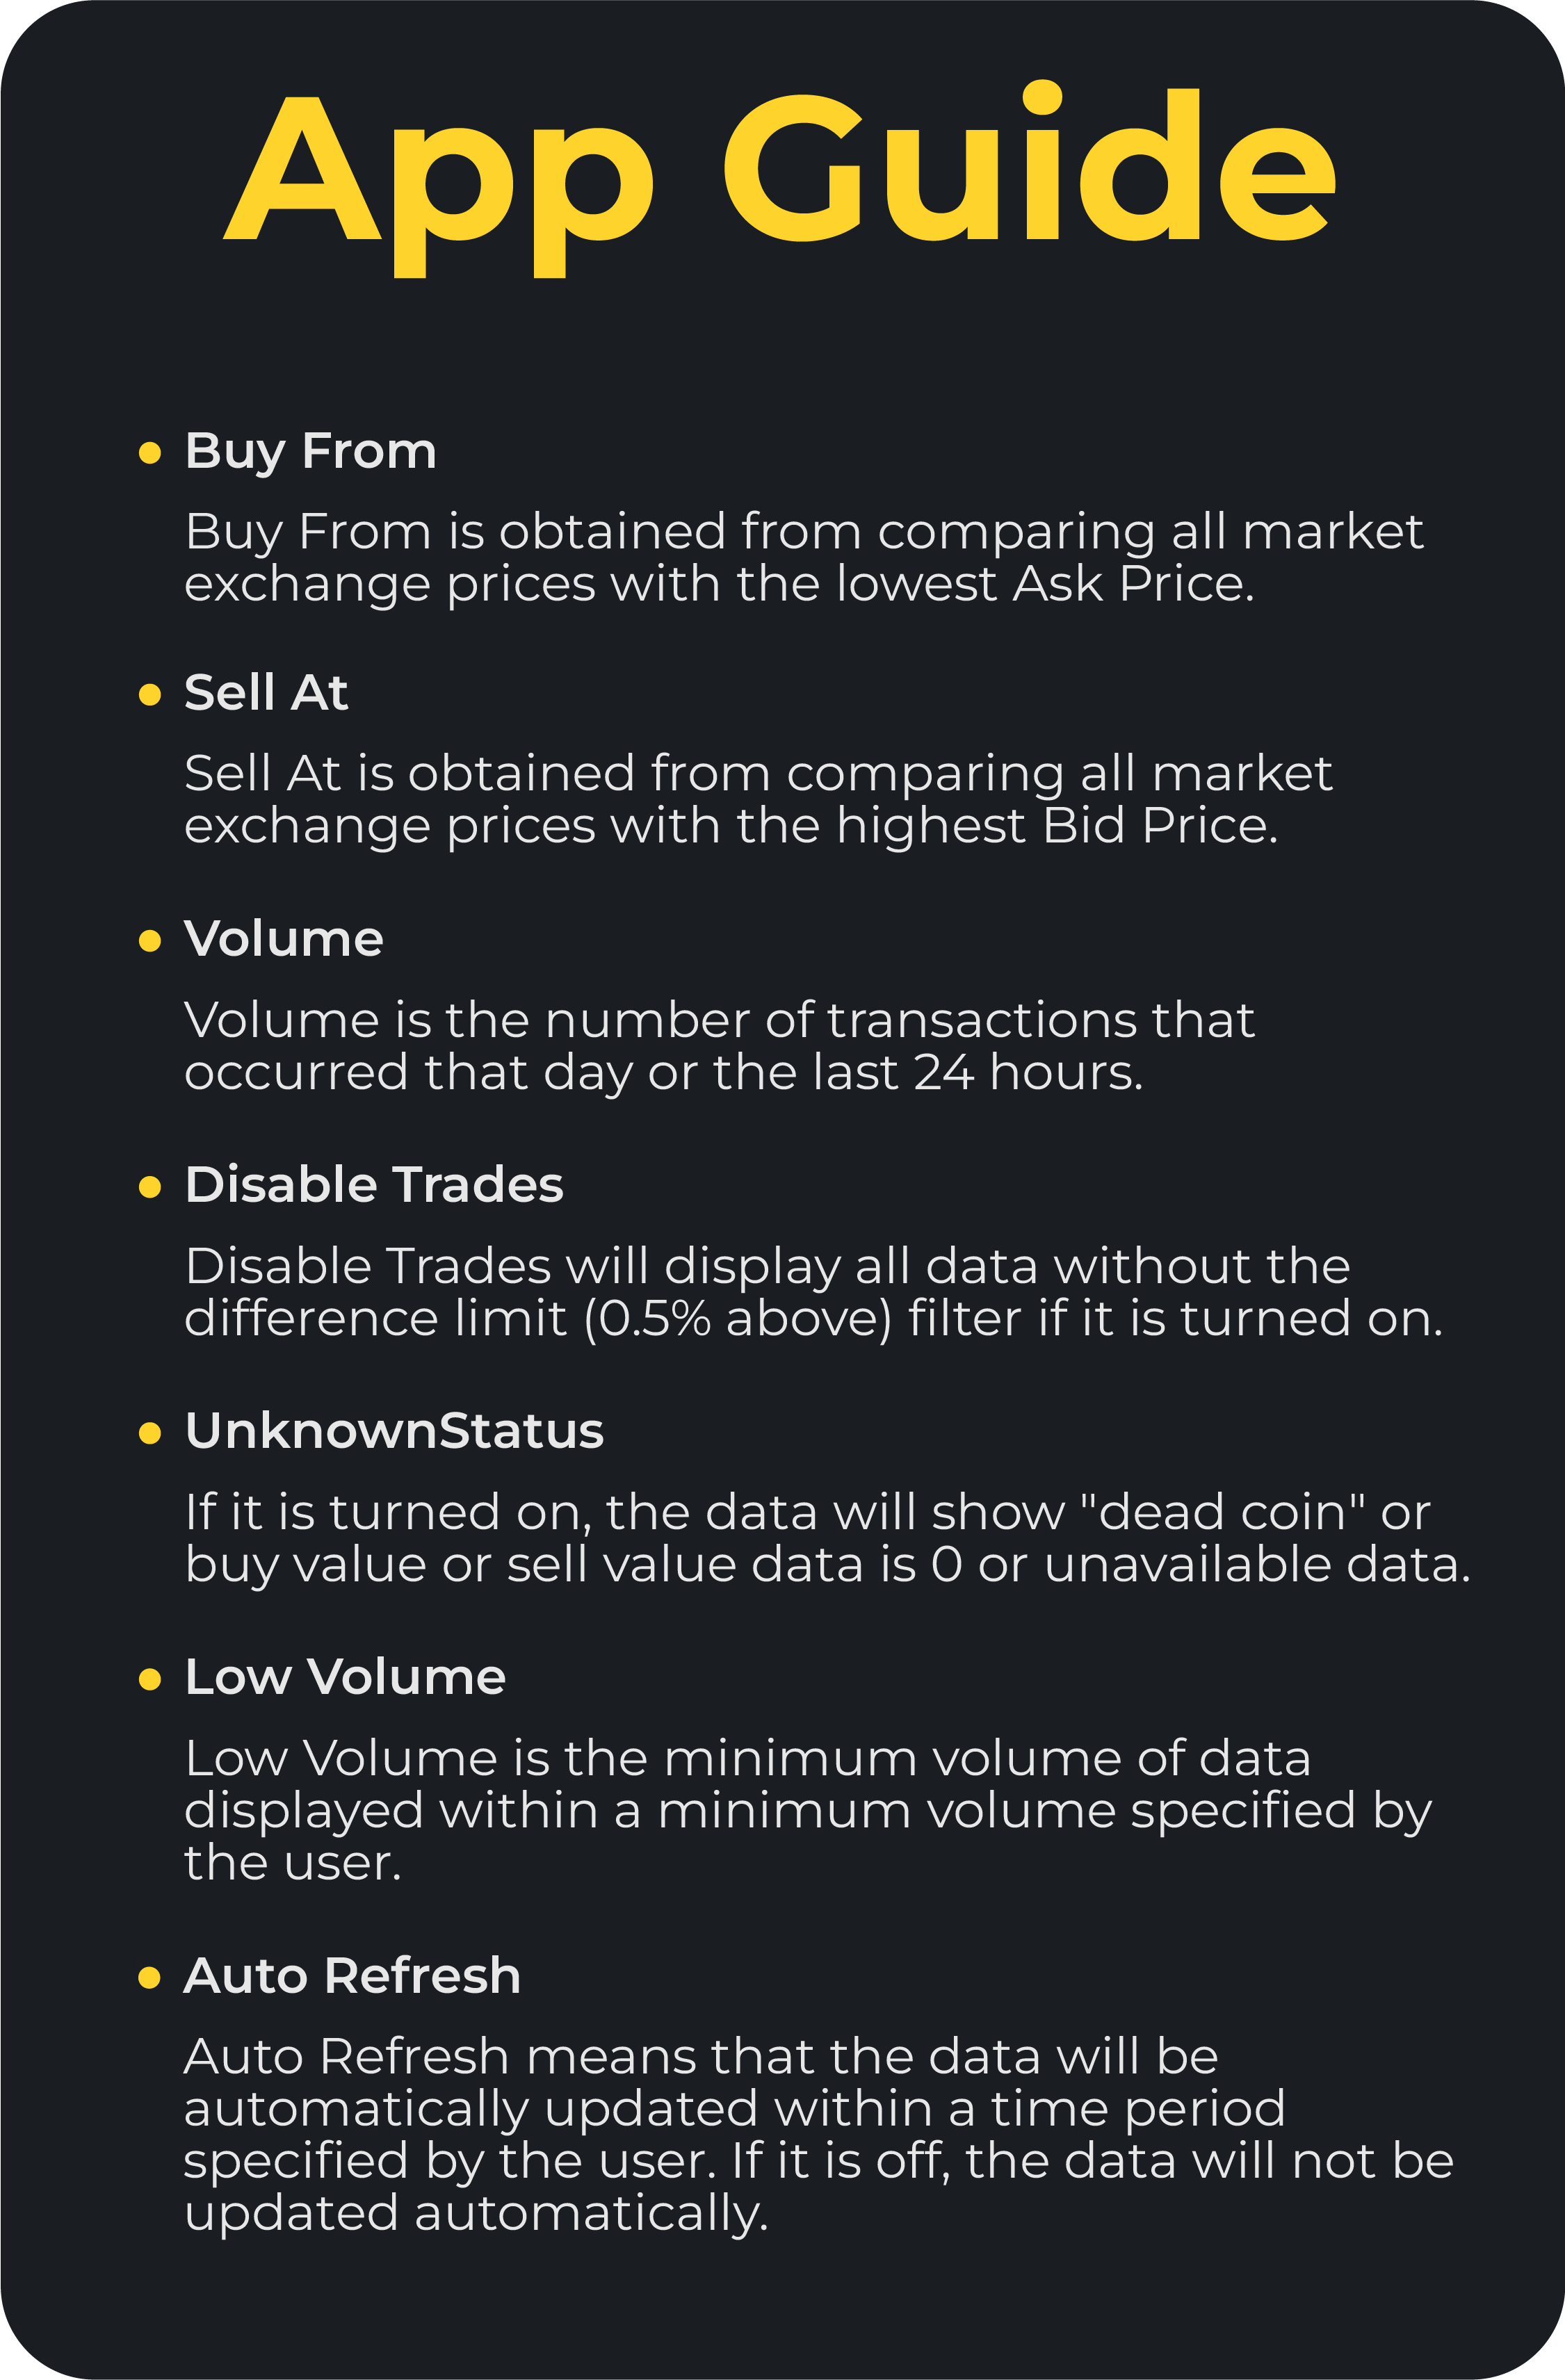 App Guide
Buy From
Buy From is obtained from comparing all market
exchange prices with the lowest Ask Price.
Sell At
Sell At is obtained from comparing all market
exchange prices with the highest Bid Price.
Volume
Volume is the number of transactions that
occurred that day or the last 24 hours.
Disable Trades
Disable Trades will display all data without the
difference limit (0.5% above) filter if it is turned on.
UnknownStatus
If it is turned on, the data will show "dead coin" or
buy value or sell value data is 0 or unavailable data.
Low Volume
Low Volume is the minimum volume of data
displayed within a minimum volume specified by
the user.
Auto Refresh
Auto Refresh means that the data will be
automatically updated within a time period
specified by the user. If it is off, the data will not be
updated automatically.